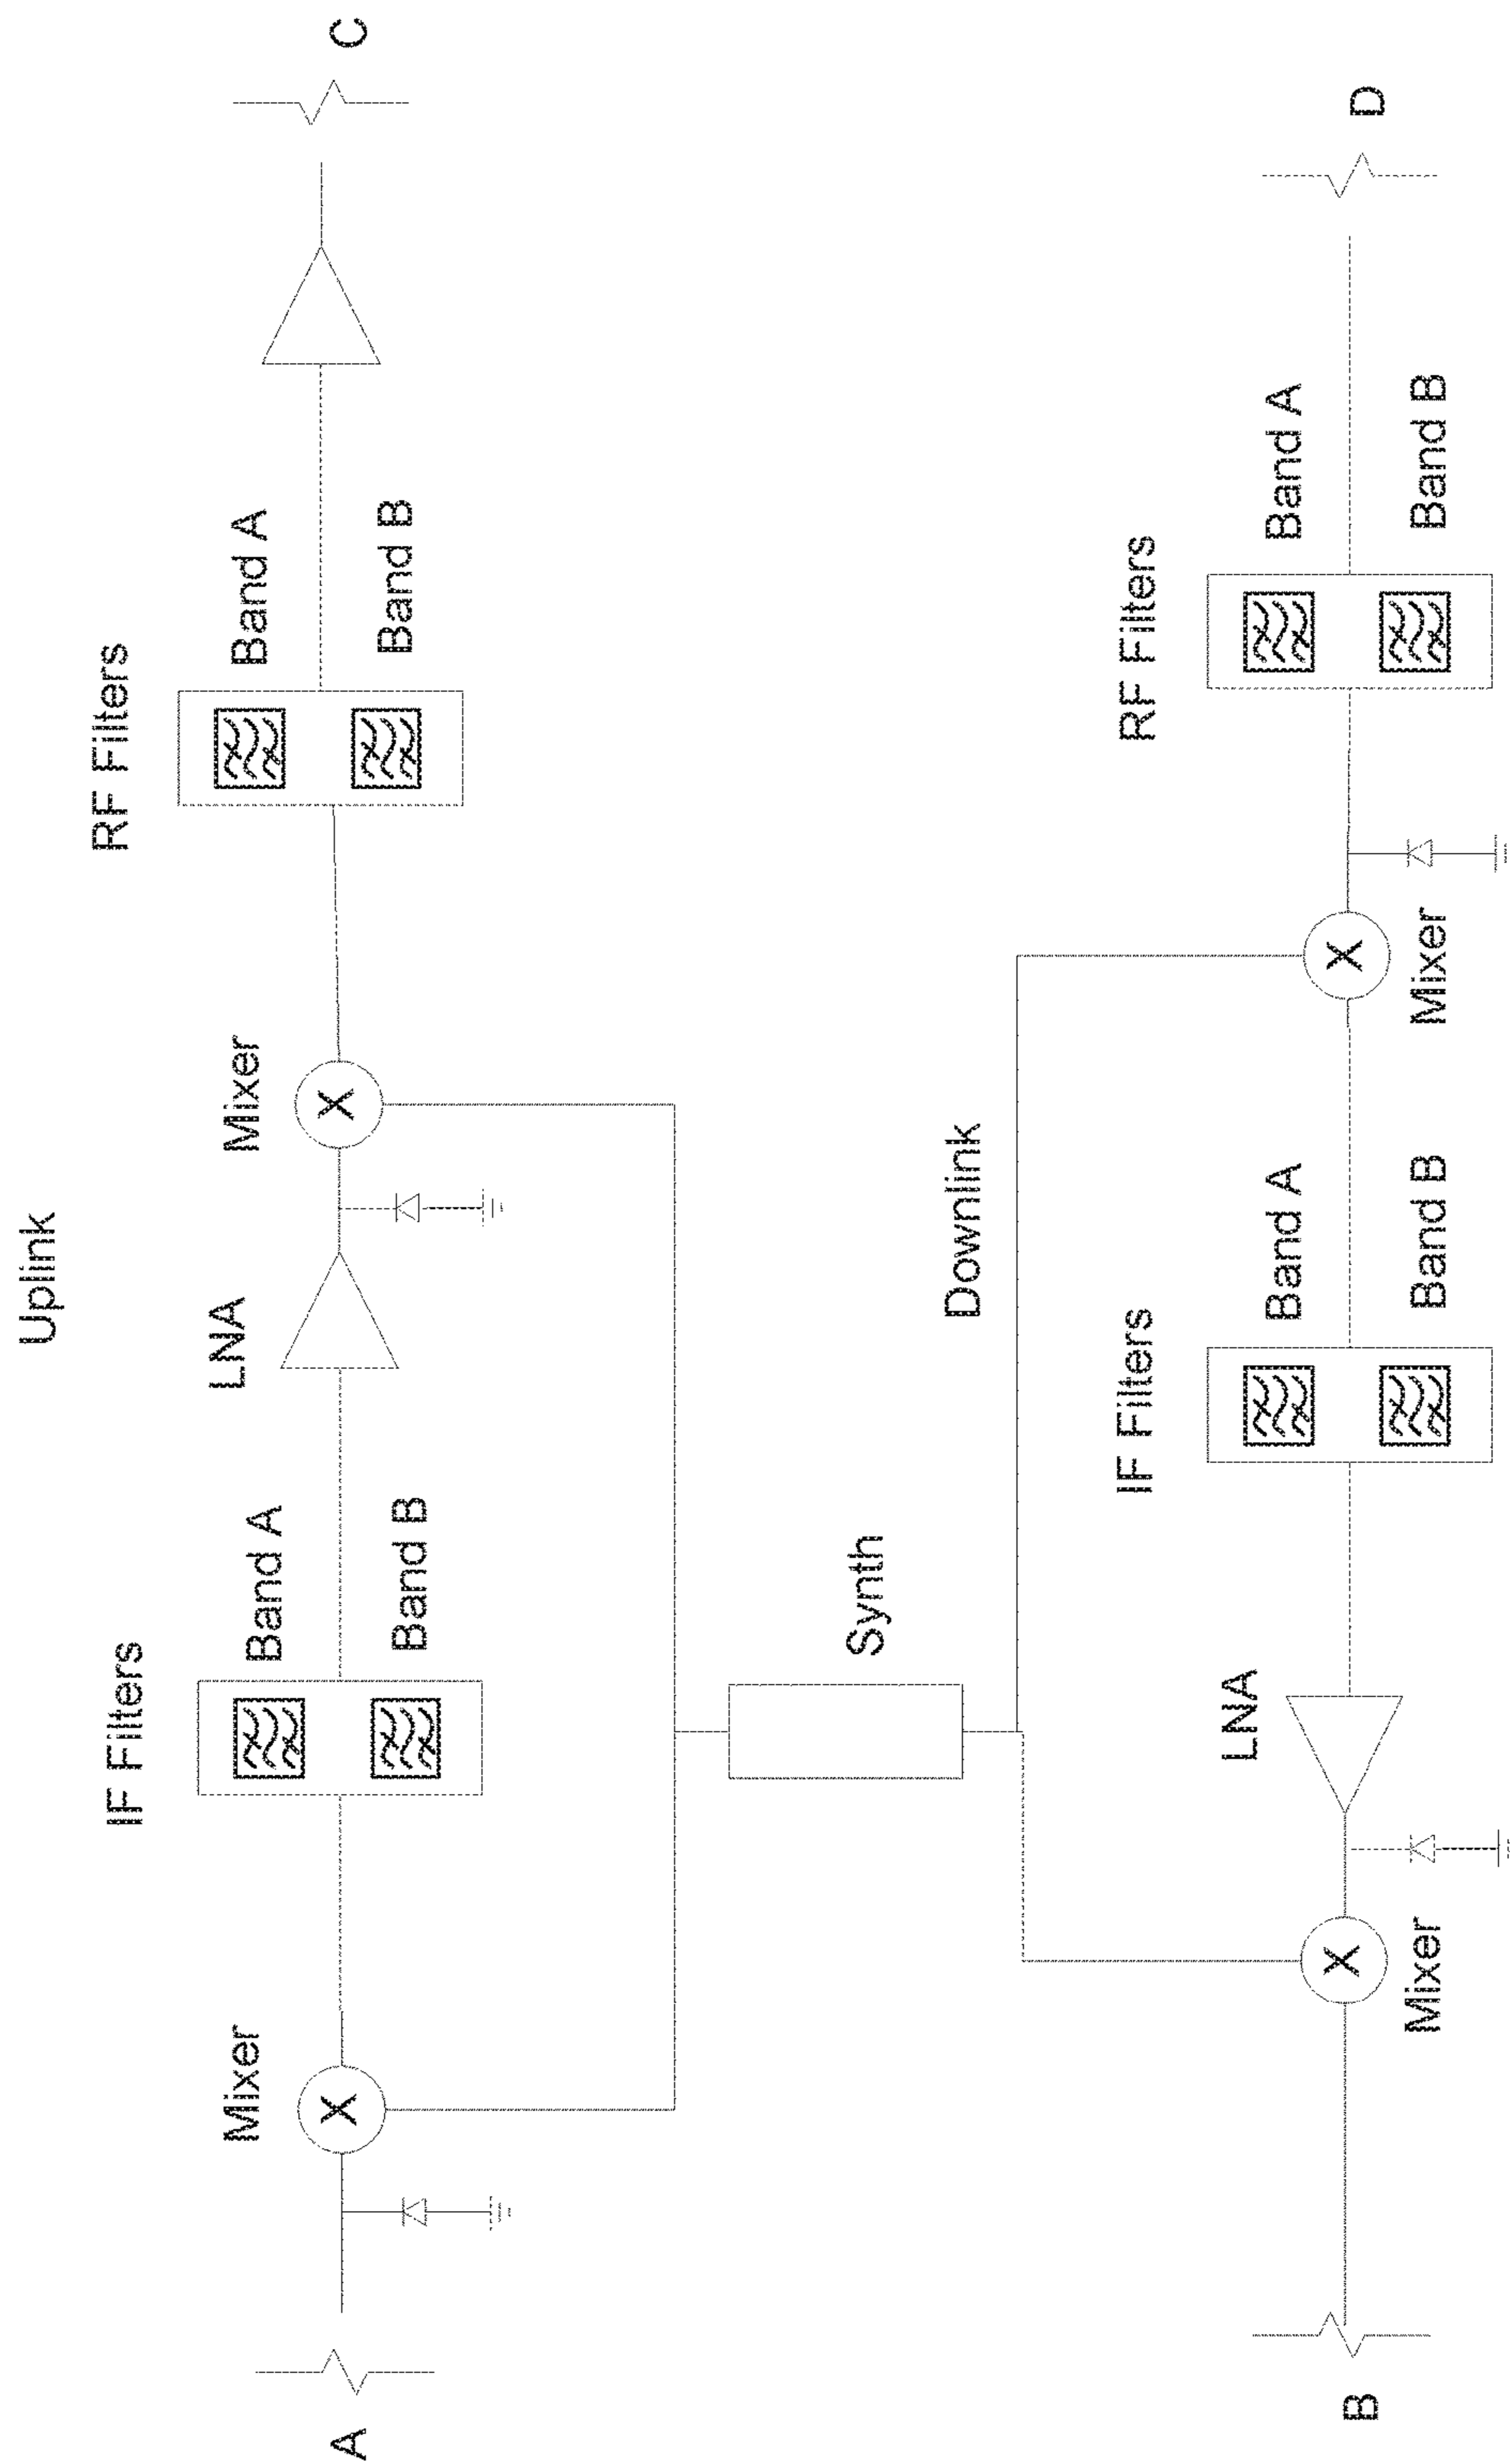 Uplink
IF Filters
RF Filters
Mixer
Band A
LNA
Mixer
Band A
A
Band B
Band B
C
Synth
Downlink
IF Filters
RF Filters
LNA
Band A
Band A
B
Mixer
Band B
Mixer
Band B
D
X
X
X
X